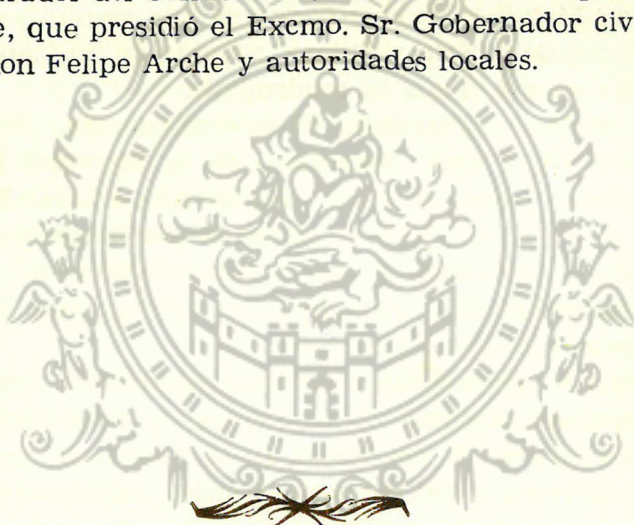 e, que presidió el Excmo. Sr. Gobernador civ
on Felipe Arche y autoridades locales.